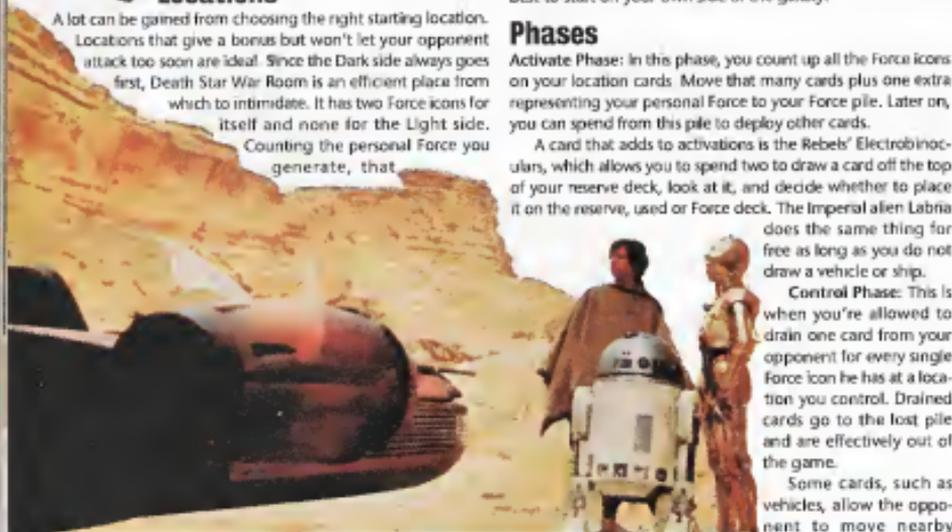 Locations
A lot can be gained from choosing the right starting location.
Locations that give a bonus but won't let your opponent
attack too soon are ideal. Since the Dark side always goes
first, Death Star War Room is an efficient place from
which to intimidate. It has two Force icons for
itself and none for the Light side.
Counting the personal Force you
generate, that
Phases
Activate Phase: In this phase, you count up all the Force icons
on your location cards. Move that many cards plus one extra
representing your personal Force to your Force pile. Later on,
you can spend from this pile to deploy other cards.
A card that adds to activations is the Rebels' Electrobinoc-
ulars, which allows you to spend two to draw a card off the top
of your reserve deck, look at it, and decide whether to place
it on the reserve, used or Force deck. The Imperial alien Labria
does the same thing for
free as long as you do not
draw a vehicle or ship.
Control Phase: This is
when you're allowed to
drain one card from your
opponent for every single
Force icon he has at a loca-
tion you control. Drained
cards go to the lost pile
and are effectively out of
the game.
Some cards, such as
vehicles, allow the oppo-
nent to move nearby